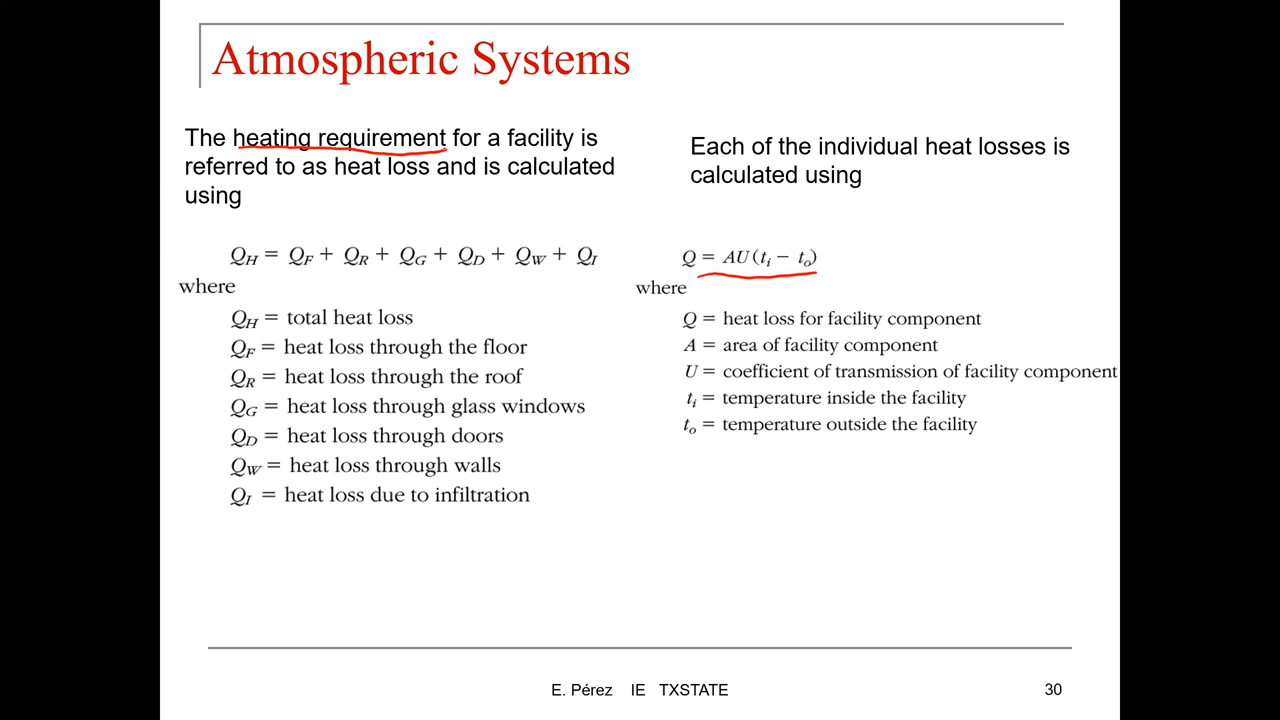 Atmospheric Systems
The heating requirement for a facility is
referred to as heat loss and is calculated
using
Q_H = Q_F + Q_R + Q_G + Q_D + Q_W + Q_I
where
Q_H = total heat loss
Q_F = heat loss through the floor
Q_R = heat loss through the roof
Q_G = heat loss through glass windows
Q_D = heat loss through doors
Q_W = heat loss through walls
Q_I = heat loss due to infiltration
Each of the individual heat losses is
calculated using
Q = AU(t_i − t_o)
where
Q = heat loss for facility component
A = area of facility component
U = coefficient of transmission of facility component
t_i = temperature inside the facility
t_o = temperature outside the facility
E. Pérez IE TXSTATE
30